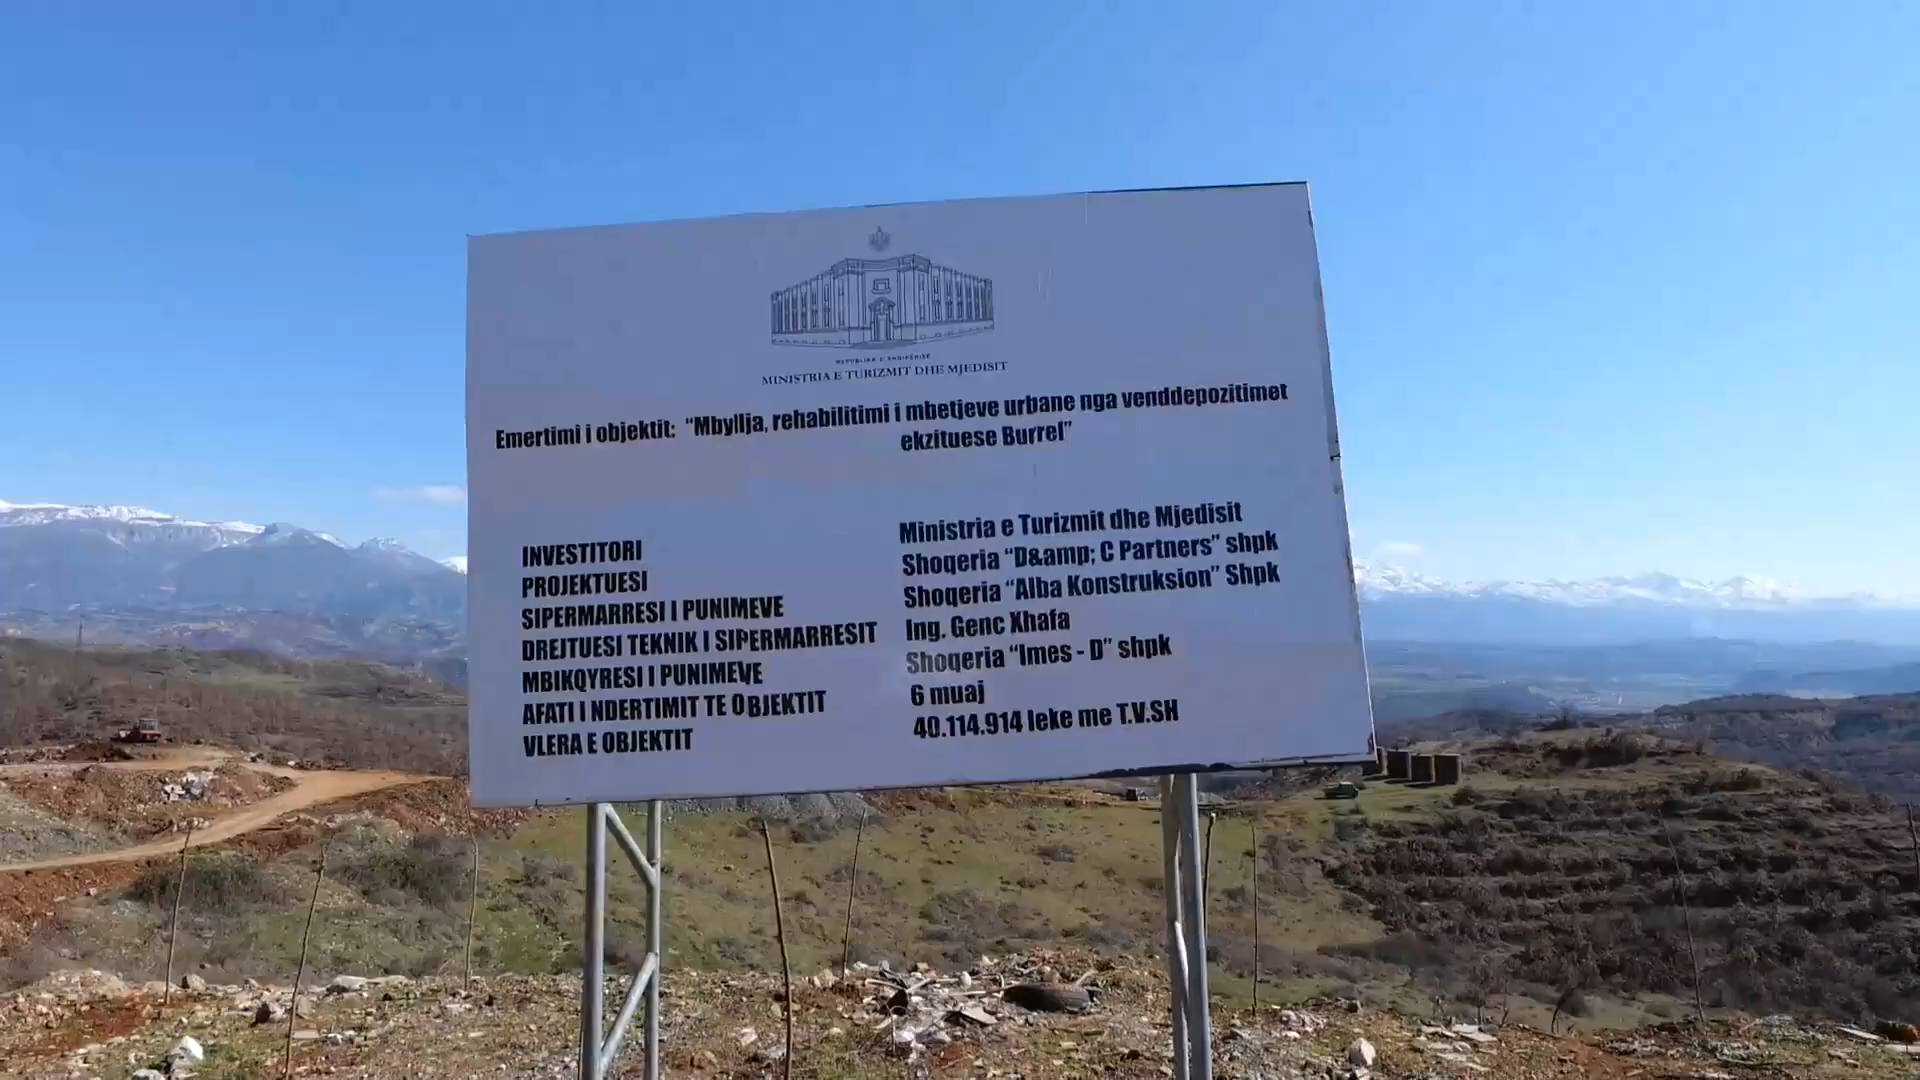 REPUBLIKA E SHQIPËRISË
MINISTRIA E TURIZMIT DHE MJEDISIT
Emertimi i objektit: “Mbyllja, rehabilitimi i mbetjeve urbane nga venddepozitimet
ekzituese Burrel”
INVESTITORI Ministria e Turizmit dhe Mjedisit
PROJEKTUESI Shoqeria “D&amp; C Partners” shpk
SIPERMARRESI I PUNIMEVE Shoqeria “Alba Konstruksion” Shpk
DREJTUESI TEKNIK I SIPERMARRESIT Ing. Genc Xhafa
MBIKQYRESI I PUNIMEVE Shoqeria “Imes - D” shpk
AFATI I NDERTIMIT TE OBJEKTIT 6 muaj
VLERA E OBJEKTIT 40.114.914 leke me T.V.SH